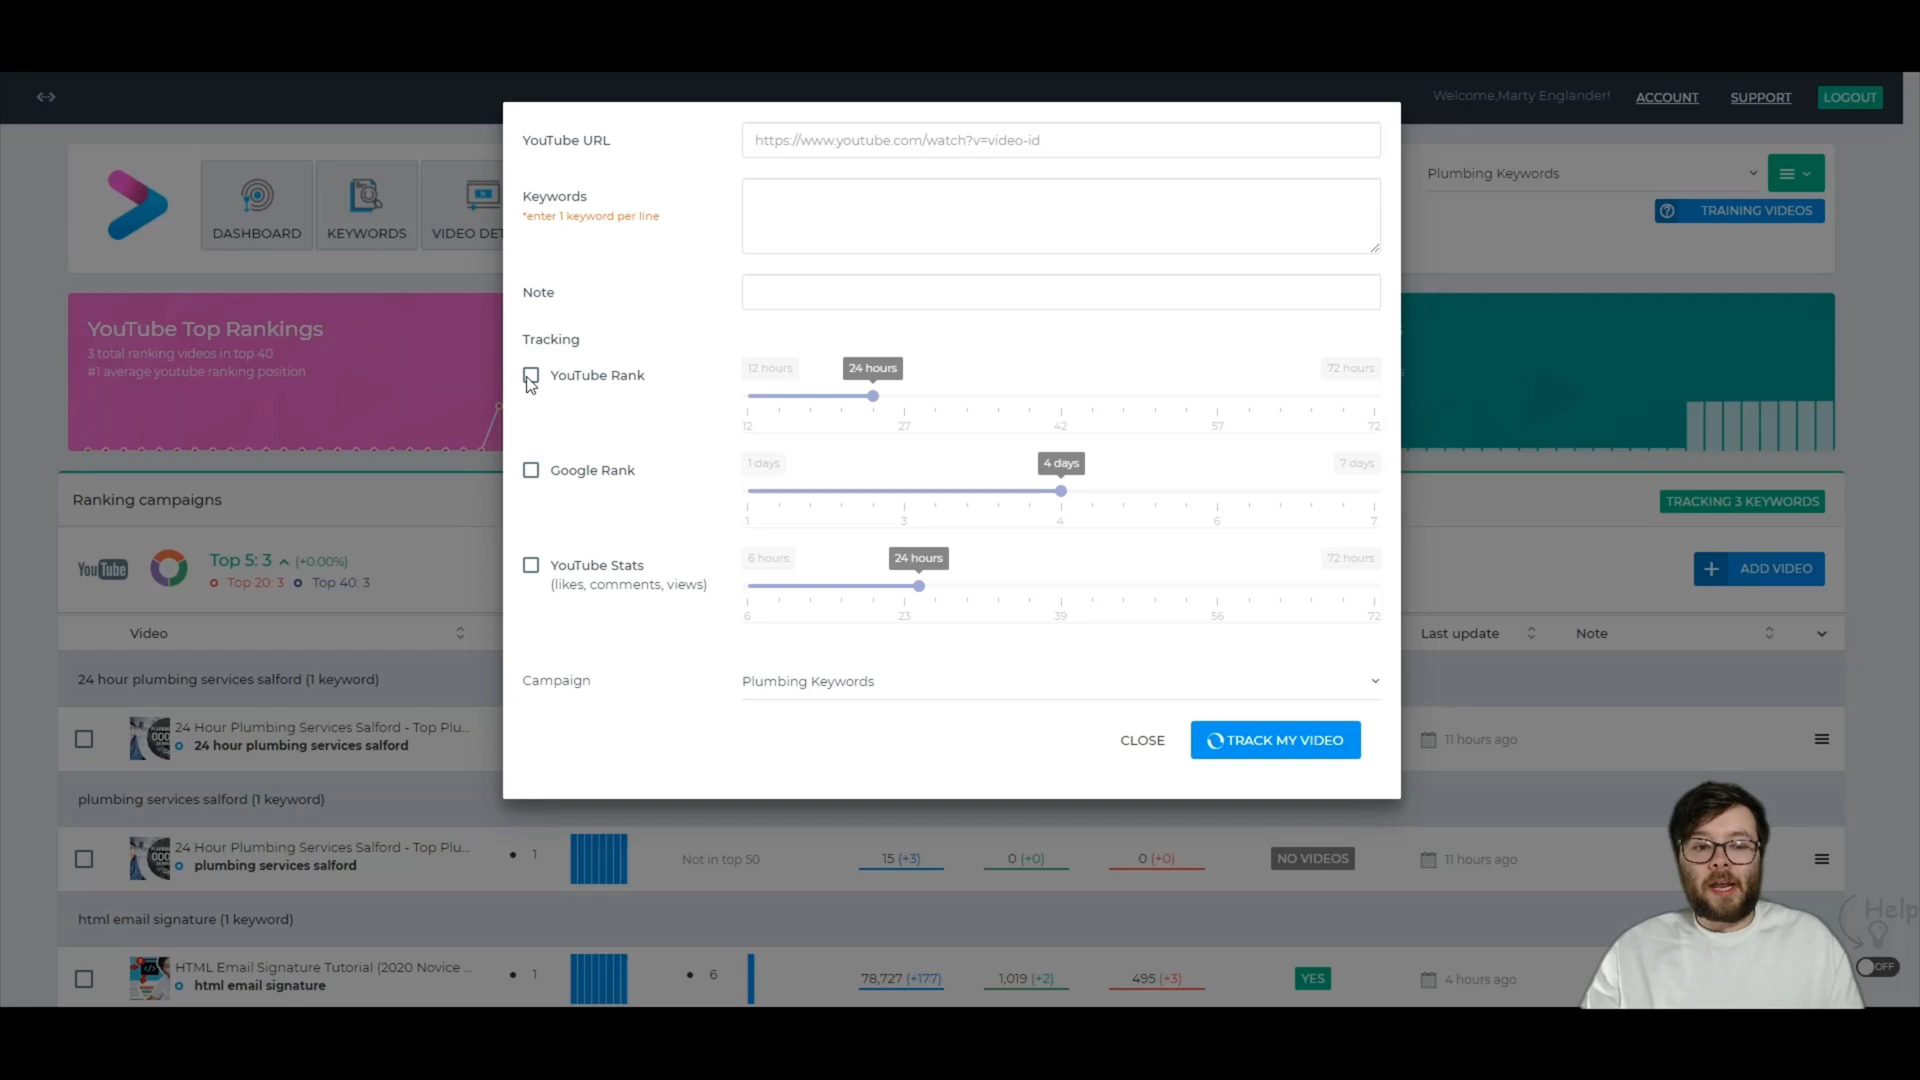 Welcome,Marty Englander!
ACCOUNT
SUPPORT
LOGOUT
DASHBOARD
KEYWORDS
VIDEO DET
Plumbing Keywords
TRAINING VIDEOS
YouTube URL
https://www.youtube.com/watch?v=video-id
Keywords
*enter 1 keyword per line
Note
Tracking
YouTube Rank
12 hours
24 hours
72 hours
12 27 42 57 72
Google Rank
1 days
4 days
7 days
1 3 4 6 7
YouTube Stats
(likes, comments, views)
6 hours
24 hours
72 hours
6 23 39 56 72
Campaign
Plumbing Keywords
CLOSE
TRACK MY VIDEO
YouTube Top Rankings
3 total ranking videos in top 40
#1 average youtube ranking position
Ranking campaigns
TRACKING 3 KEYWORDS
YouTube
Top 5: 3 (+0.00%)
Top 20: 3 Top 40: 3
+ ADD VIDEO
Video
Last update
Note
24 hour plumbing services salford (1 keyword)
24 Hour Plumbing Services Salford - Top Plu...
24 hour plumbing services salford
11 hours ago
plumbing services salford (1 keyword)
24 Hour Plumbing Services Salford - Top Plu...
plumbing services salford
1
Not in top 50
15 (+3)
0 (+0)
0 (+0)
NO VIDEOS
11 hours ago
html email signature (1 keyword)
HTML Email Signature Tutorial (2020 Novice ...
html email signature
1
6
78,727 (+177)
1,019 (+2)
495 (+3)
YES
4 hours ago
Help
OFF